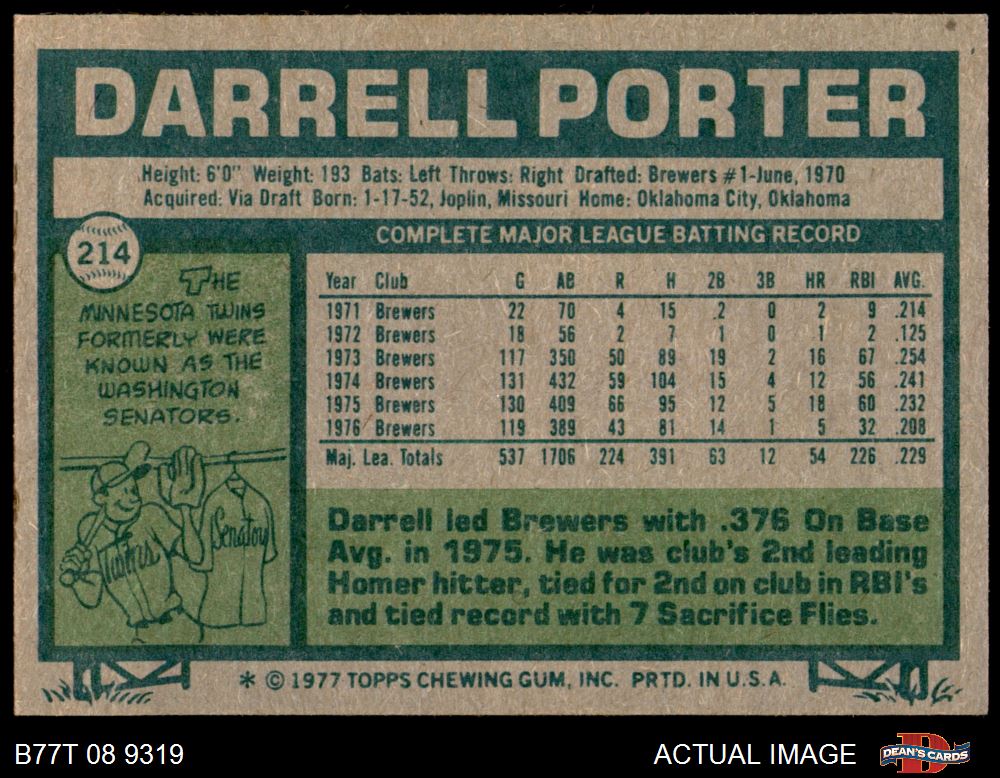 DARRELL PORTER
Height: 6'0" Weight: 193 Bats: Left Throws: Right Drafted: Brewers #1-June, 1970
Acquired: Via Draft Born: 1-17-52, Joplin, Missouri Home: Oklahoma City, Oklahoma
214
THE
MINNESOTA TWINS
FORMERLY WERE
KNOWN AS THE
WASHINGTON
SENATORS.
Twins
Senators
COMPLETE MAJOR LEAGUE BATTING RECORD
Year Club G AB R H 2B 3B HR RBI AVG.
1971 Brewers 22 70 4 15 .2 0 2 9 .214
1972 Brewers 18 56 2 7 1 0 1 2 .125
1973 Brewers 117 350 50 89 19 2 16 67 .254
1974 Brewers 131 432 59 104 15 4 12 56 .241
1975 Brewers 130 409 66 95 12 5 18 60 .232
1976 Brewers 119 389 43 81 14 1 5 32 .208
Maj. Lea. Totals 537 1706 224 391 63 12 54 226 .229
Darrell led Brewers with .376 On Base
Avg. in 1975. He was club's 2nd leading
Homer hitter, tied for 2nd on club in RBI's
and tied record with 7 Sacrifice Flies.
* © 1977 TOPPS CHEWING GUM, INC. PRTD. IN U.S.A.
B77T 08 9319
ACTUAL IMAGE
D
DEAN'S CARDS